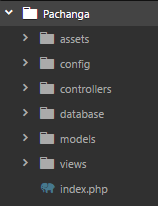 Pachanga
assets
config
controllers
database
models
views
index.php